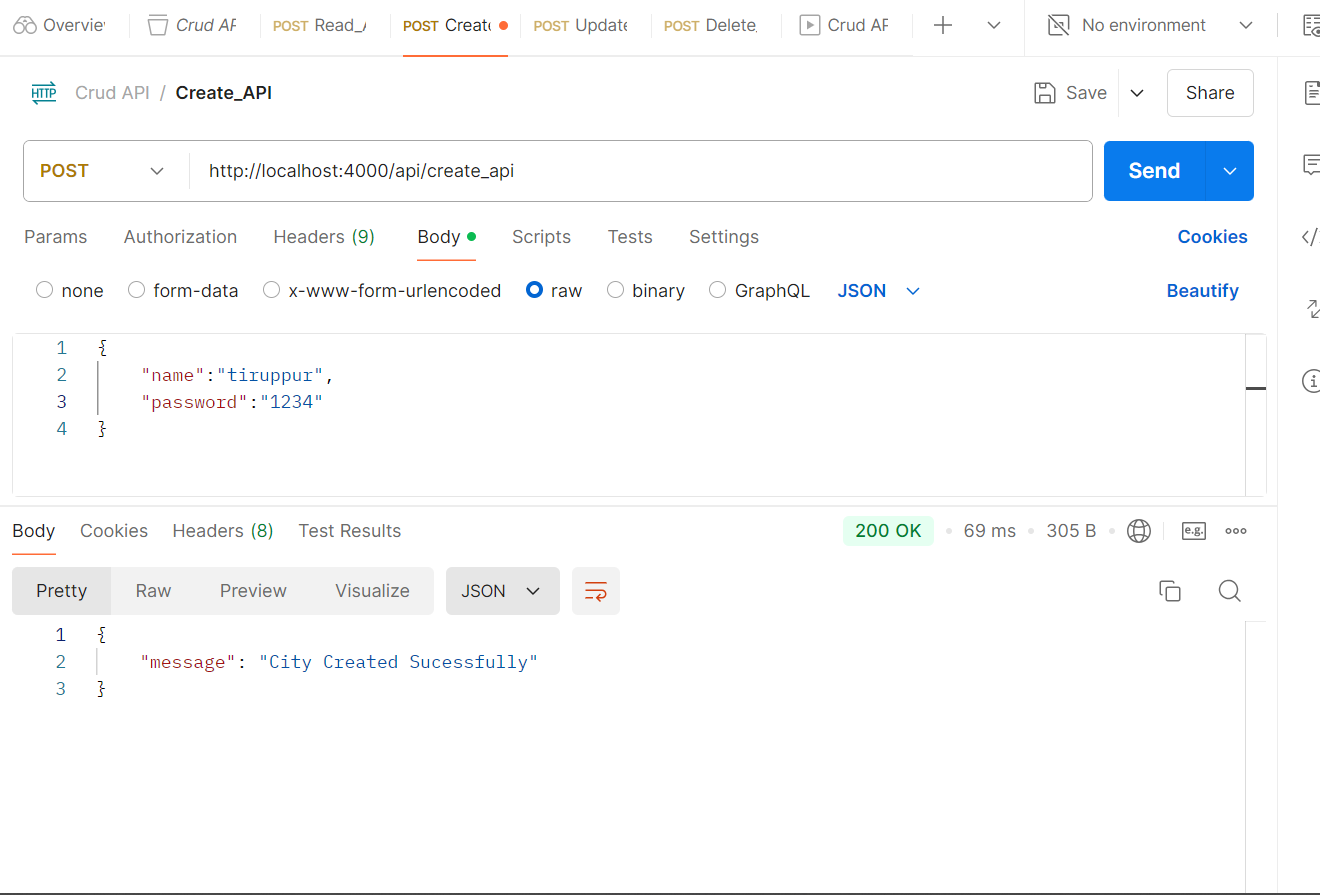 Overvie Crud AF POST Read_A POST Create POST Update POST Delete_ Crud AF No environment
HTTP Crud API / Create_API Save Share
POST http://localhost:4000/api/create_api Send
Params Authorization Headers (9) Body Scripts Tests Settings Cookies
none form-data x-www-form-urlencoded raw binary GraphQL JSON Beautify
1 {
2 "name":"tiruppur",
3 "password":"1234"
4 }
Body Cookies Headers (8) Test Results 200 OK 69 ms 305 B e.g.
Pretty Raw Preview Visualize JSON
1 {
2 "message": "City Created Sucessfully"
3 }